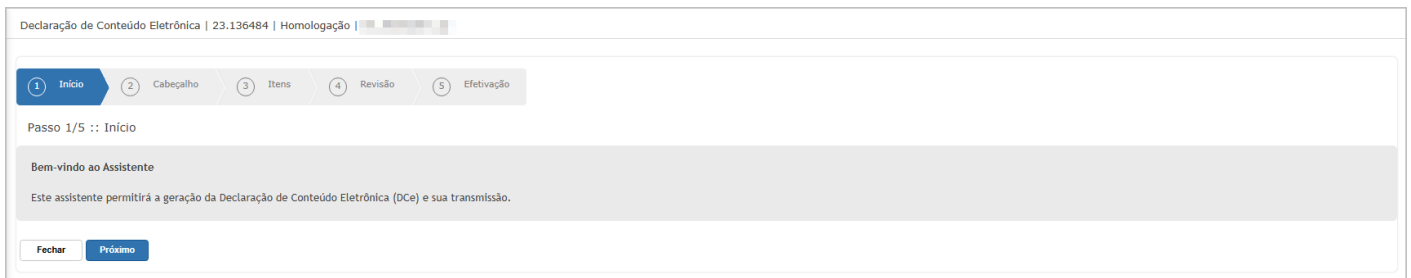 Declaração de Conteúdo Eletrônica | 23.136484 | Homologação |
1 Início 2 Cabeçalho 3 Itens 4 Revisão 5 Efetivação
Passo 1/5 :: Início
Bem-vindo ao Assistente
Este assistente permitirá a geração da Declaração de Conteúdo Eletrônica (DCe) e sua transmissão.
Fechar Próximo